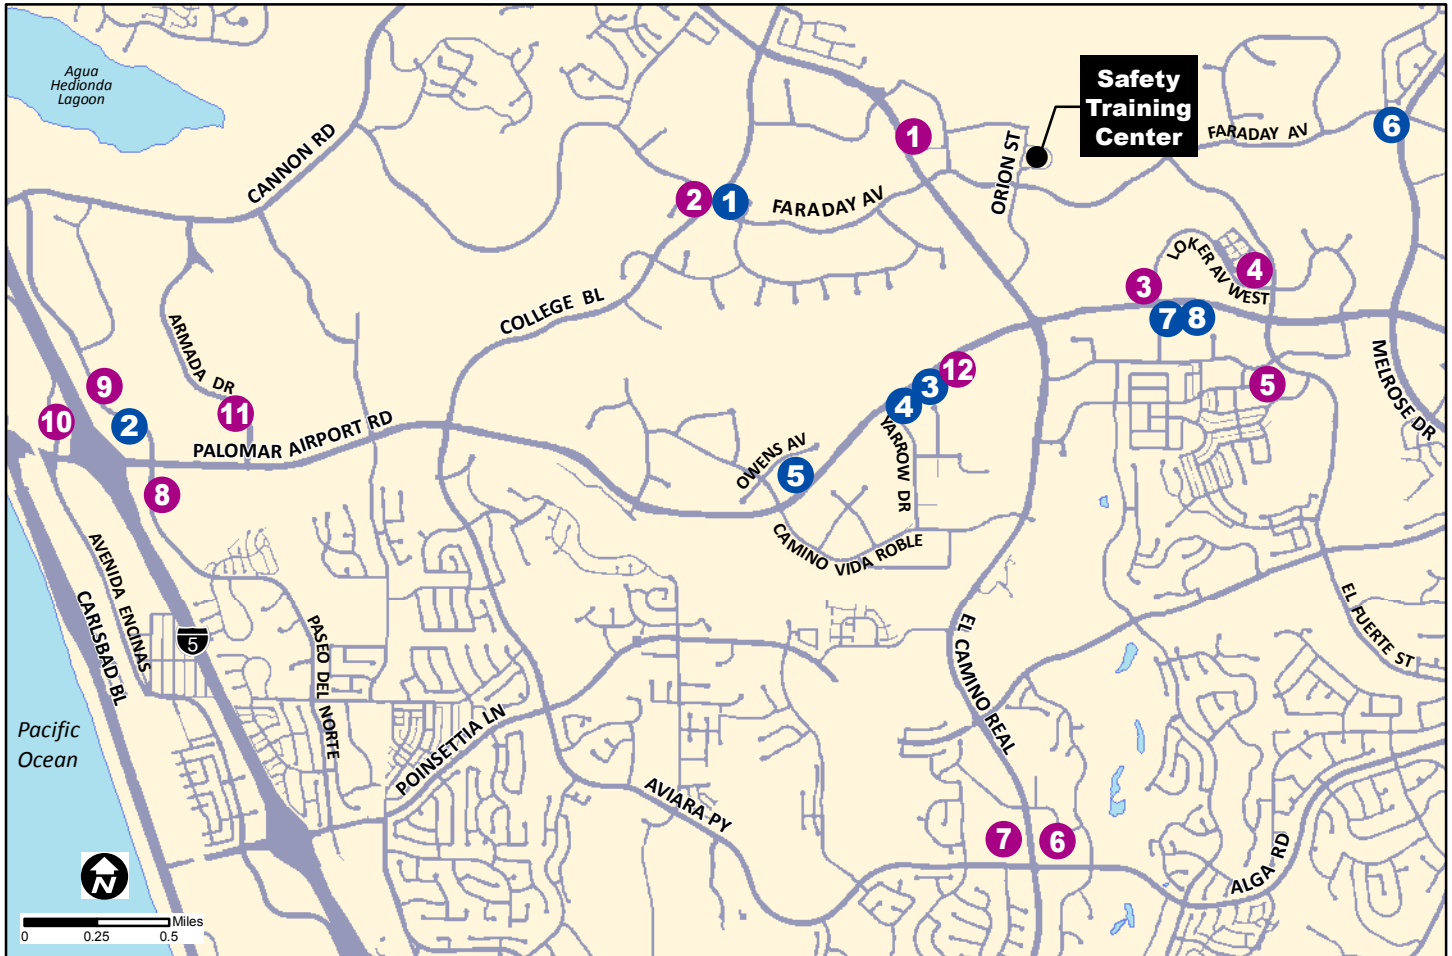 Agua
Hedionda
Lagoon
Safety
Training
Center
6
1
FARADAY AV
CANNON RD
ORION ST
2
1
FARADAY AV
LOKER AV WEST
4
3
7
8
COLLEGE BL
ARMADA DR
MELROSE DR
12
9
3
5
4
10
11
2
PALOMAR AIRPORT RD
YARROW DR
OWENS AV
5
8
CAMINO VIDA ROBLE
AVENIDA ENCINAS
CARLSBAD BL
5
PASEO DEL NORTE
EL FUERTE ST
EL CAMINO REAL
Pacific
Ocean
POINSETTIA LN
AVIARA PY
7
6
ALGA RD
N
Miles
0
0.25
0.5